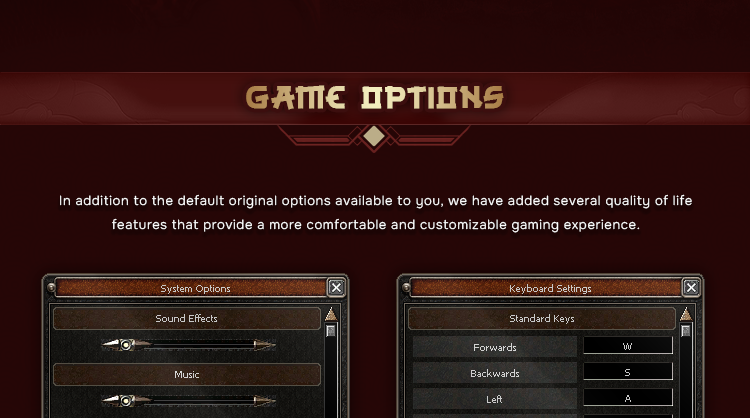 GAME OPTIONS
In addition to the default original options available to you, we have added several quality of life
features that provide a more comfortable and customizable gaming experience.
System Options
Sound Effects
Music
Keyboard Settings
Standard Keys
Forwards W
Backwards S
Left A